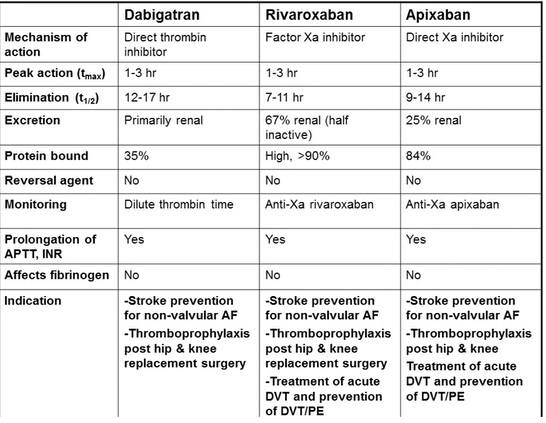 Dabigatran Rivaroxaban Apixaban
Mechanism of action Direct thrombin inhibitor Factor Xa inhibitor Direct Xa inhibitor
Peak action (tmax) 1-3 hr 1-3 hr 1-3 hr
Elimination (t1/2) 12-17 hr 7-11 hr 9-14 hr
Excretion Primarily renal 67% renal (half inactive) 25% renal
Protein bound 35% High, >90% 84%
Reversal agent No No No
Monitoring Dilute thrombin time Anti-Xa rivaroxaban Anti-Xa apixaban
Prolongation of APTT, INR Yes Yes Yes
Affects fibrinogen No No No
Indication
-Stroke prevention for non-valvular AF
-Thromboprophylaxis post hip & knee replacement surgery
-Stroke prevention for non-valvular AF
-Thromboprophylaxis post hip & knee replacement surgery
-Treatment of acute DVT and prevention of DVT/PE
-Stroke prevention for non-valvular AF
-Thromboprophylaxis post hip & knee
Treatment of acute DVT and prevention of DVT/PE